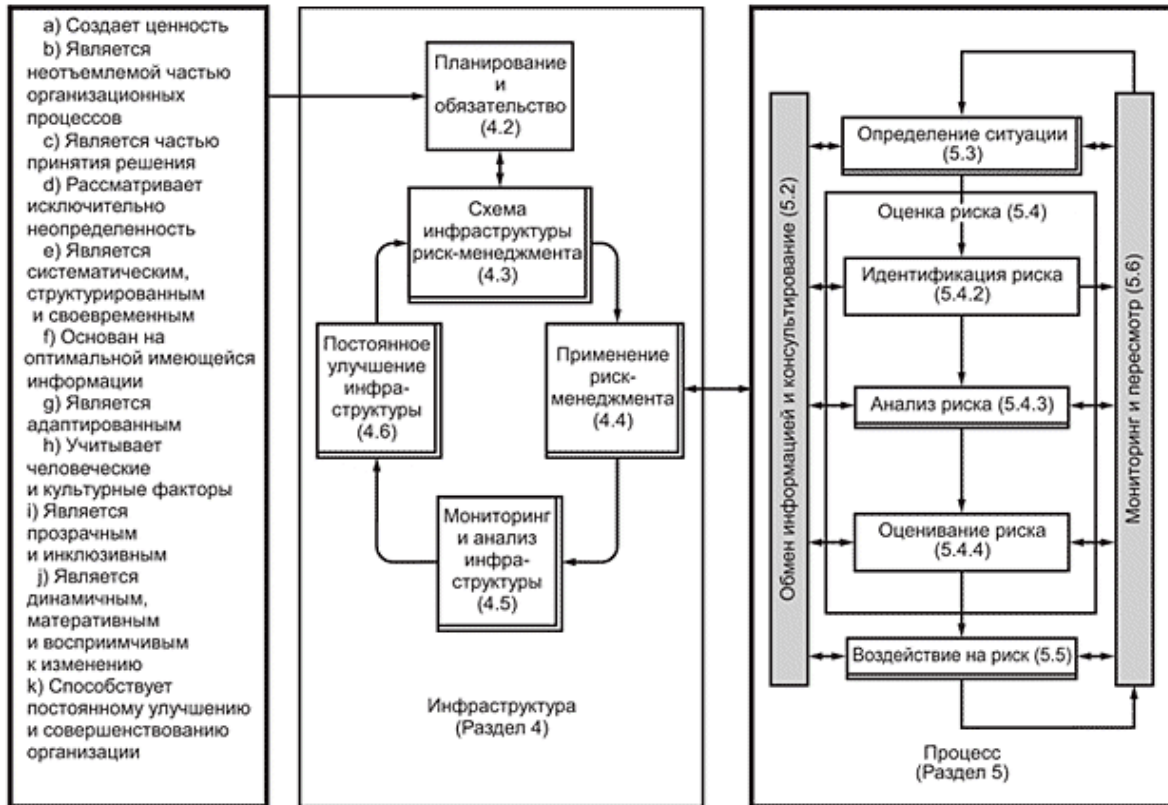 a) Создает ценность
b) Является
неотъемлемой частью
организационных
процессов
c) Является частью
принятия решения
d) Рассматривает
исключительно
неопределенность
e) Является
систематическим,
структурированным
и своевременным
f) Основан на
оптимальной имеющейся
информации
g) Является
адаптированным
h) Учитывает
человеческие
и культурные факторы
i) Является
прозрачным
и инклюзивным
j) Является
динамичным,
матеративным
и восприимчивым
к изменению
k) Способствует
постоянному улучшению
и совершенствованию
организации
Планирование
и
обязательство
(4.2)
Схема
инфраструктуры
риск-менеджмента
(4.3)
Постоянное
улучшение
инфра-
структуры
(4.6)
Применение
риск-
менеджмента
(4.4)
Мониторинг
и анализ
инфра-
структуры
(4.5)
Инфраструктура
(Раздел 4)
Обмен информацией и консультирование (5.2)
Определение ситуации
(5.3)
Оценка риска (5.4)
Идентификация риска
(5.4.2)
Анализ риска (5.4.3)
Оценивание риска
(5.4.4)
Воздействие на риск (5.5)
Мониторинг и пересмотр (5.6)
Процесс
(Раздел 5)